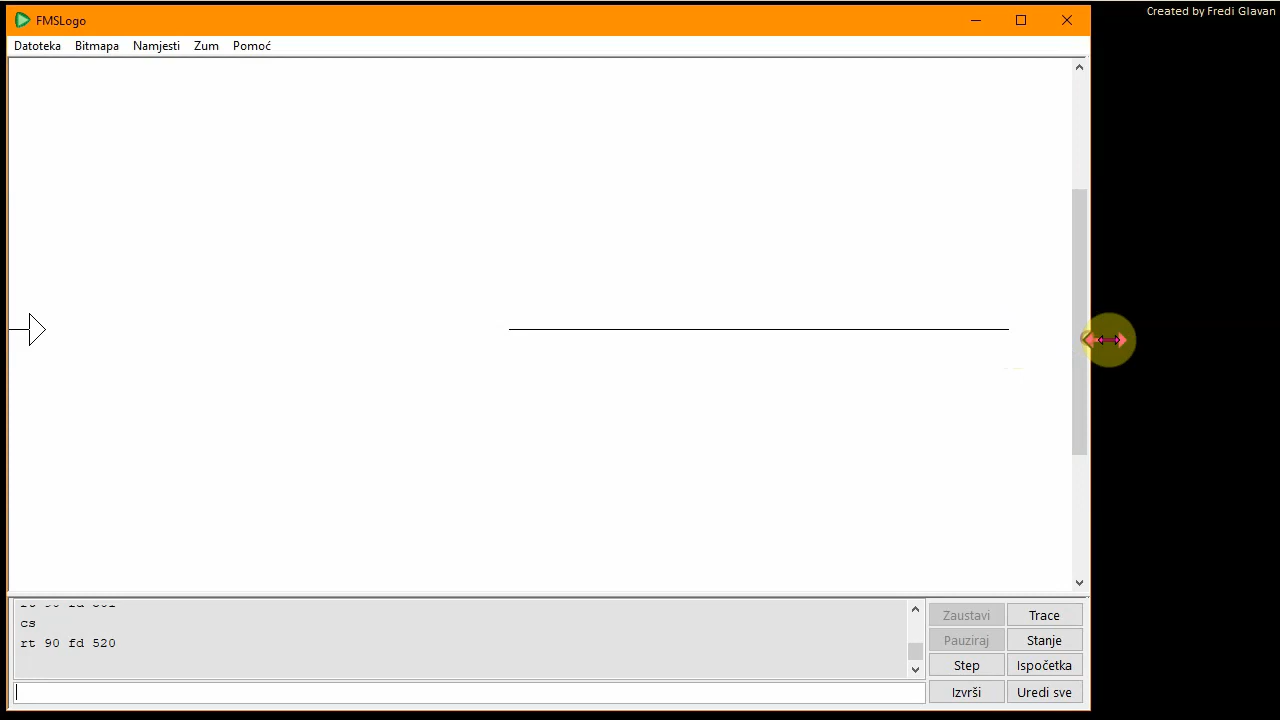 FMSLogo
Created by Fredi Glavan
Datoteka Bitmapa Namjesti Zum Pomoć
cs
rt 90 fd 520
Zaustavi Trace
Pauziraj Stanje
Step Ispočetka
Izvrši Uredi sve